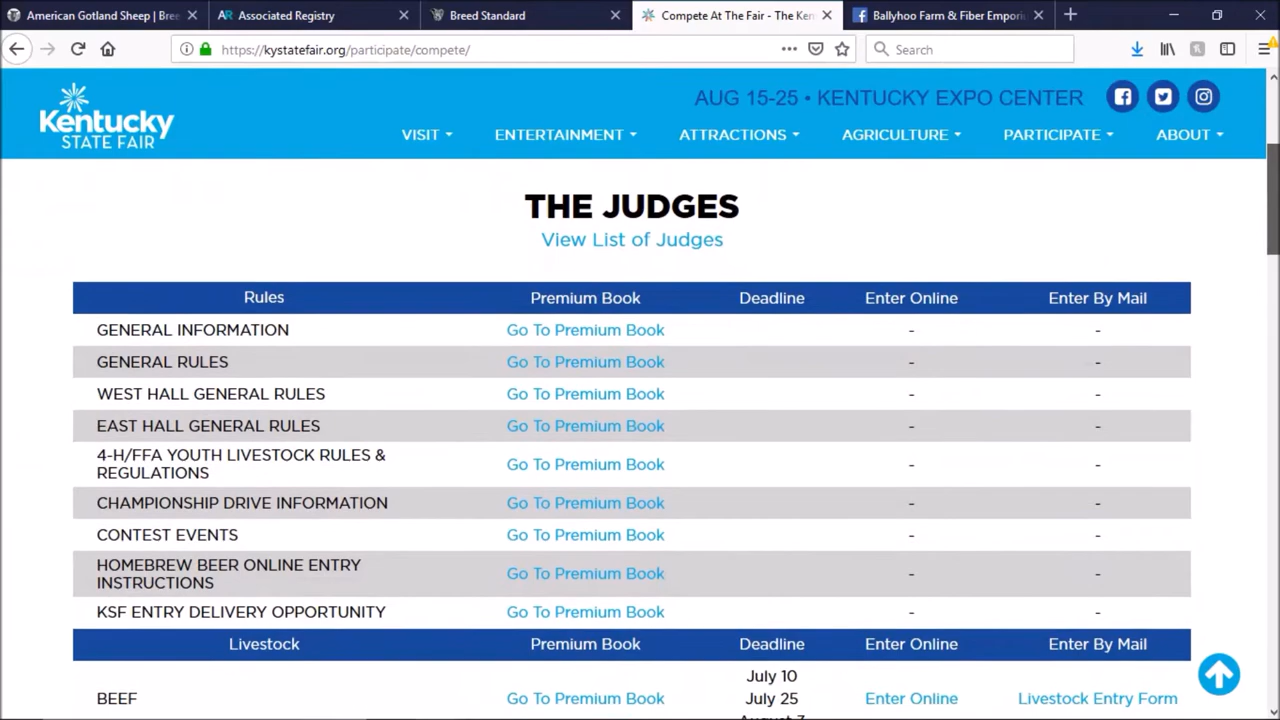 American Gotland Sheep | Bree
Associated Registry
Breed Standard
Compete At The Fair - The Ken
Ballyhoo Farm & Fiber Empori
https://kystatefair.org/participate/compete/
Search
Kentucky
STATE FAIR
AUG 15-25 • KENTUCKY EXPO CENTER
VISIT ENTERTAINMENT ATTRACTIONS AGRICULTURE PARTICIPATE ABOUT
THE JUDGES
View List of Judges
Rules Premium Book Deadline Enter Online Enter By Mail
GENERAL INFORMATION Go To Premium Book - -
GENERAL RULES Go To Premium Book - -
WEST HALL GENERAL RULES Go To Premium Book - -
EAST HALL GENERAL RULES Go To Premium Book - -
4-H/FFA YOUTH LIVESTOCK RULES &
REGULATIONS Go To Premium Book - -
CHAMPIONSHIP DRIVE INFORMATION Go To Premium Book - -
CONTEST EVENTS Go To Premium Book - -
HOMEBREW BEER ONLINE ENTRY
INSTRUCTIONS Go To Premium Book - -
KSF ENTRY DELIVERY OPPORTUNITY Go To Premium Book - -
Livestock Premium Book Deadline Enter Online Enter By Mail
July 10
BEEF Go To Premium Book July 25 Enter Online Livestock Entry Form